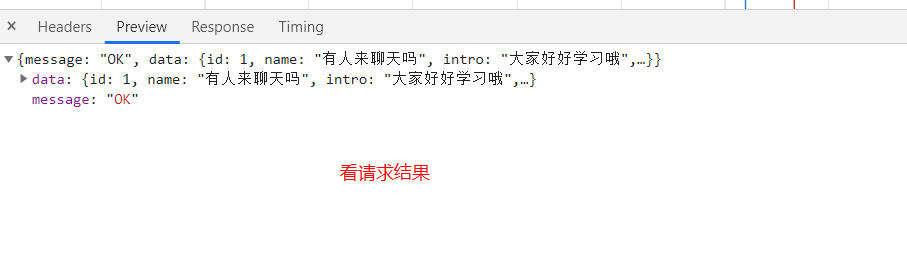 × Headers Preview Response Timing
▼{message: "OK", data: {id: 1, name: "有人来聊天吗", intro: "大家好好学习哦",…}}
▶data: {id: 1, name: "有人来聊天吗", intro: "大家好好学习哦",…}
message: "OK"
看请求结果